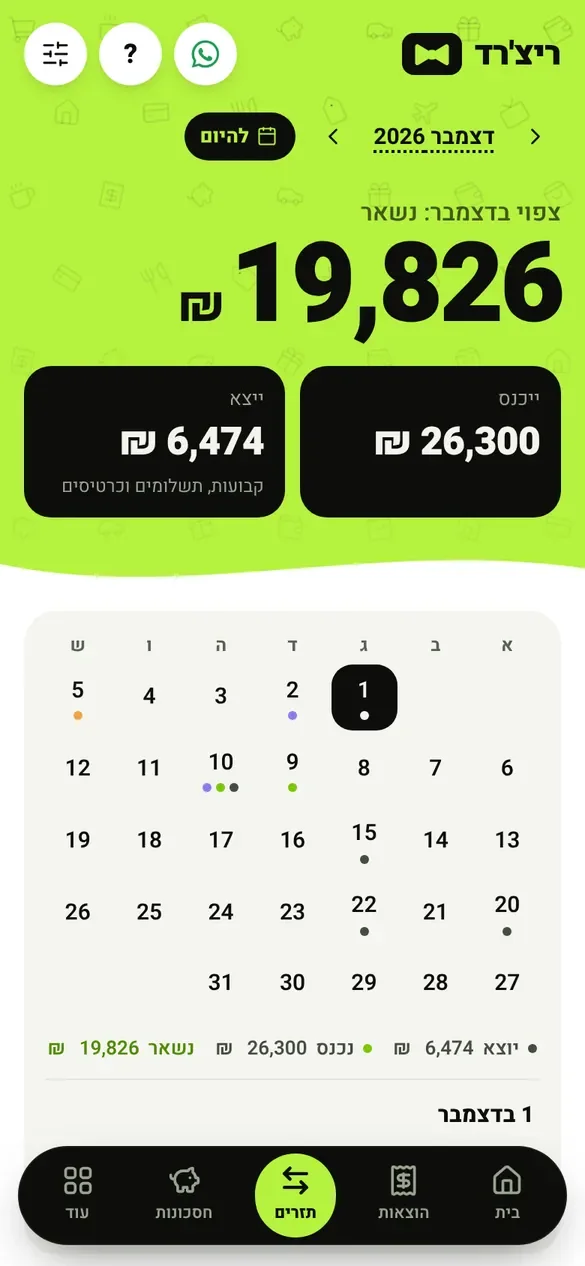 ריצ'רד
?
דצמבר 2026
להיום
צפוי בדצמבר: נשאר
19,826 ₪
ייכנס
26,300 ₪
ייצא
6,474 ₪
קבועות, תשלומים וכרטיסים
א ב ג ד ה ו ש
1 2 3 4 5
6 7 8 9 10 11 12
13 14 15 16 17 18 19
20 21 22 23 24 25 26
27 28 29 30 31
יוצא 6,474 ₪ נכנס 26,300 ₪ נשאר 19,826 ₪
1 בדצמבר
בית הוצאות תזרים חסכונות עוד